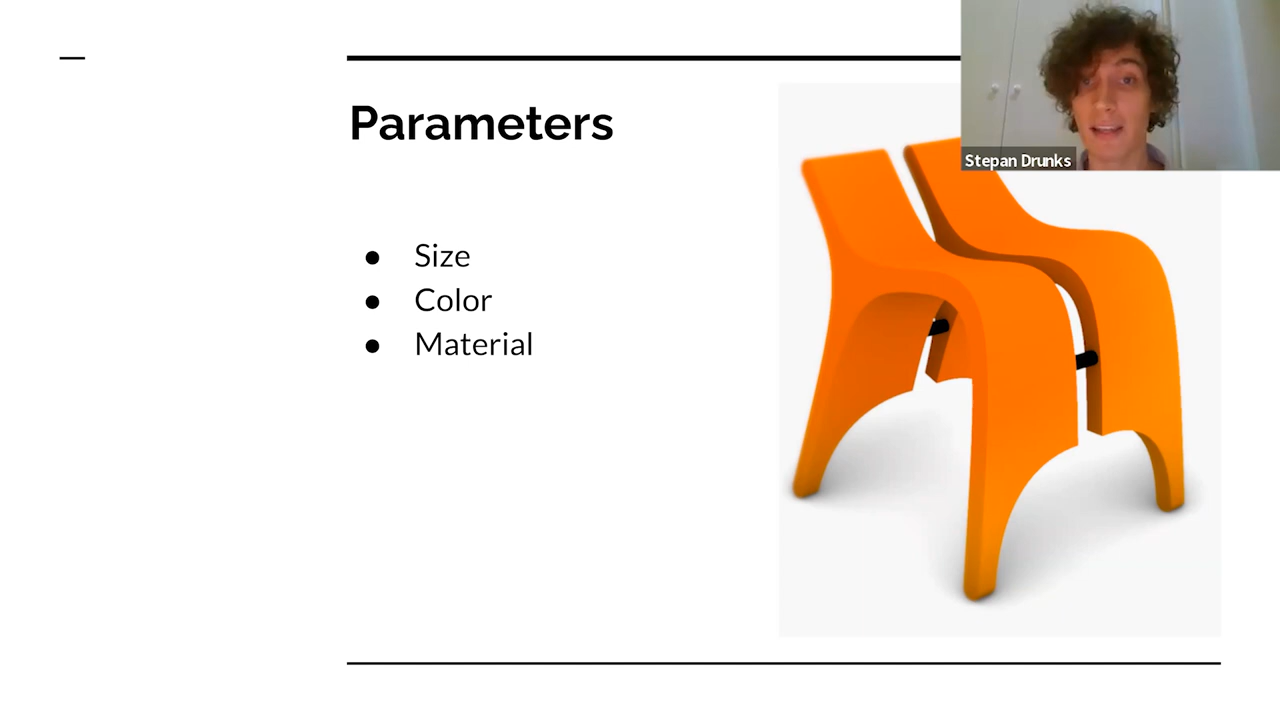 Parameters
● Size
● Color
● Material
Stepan Drunks